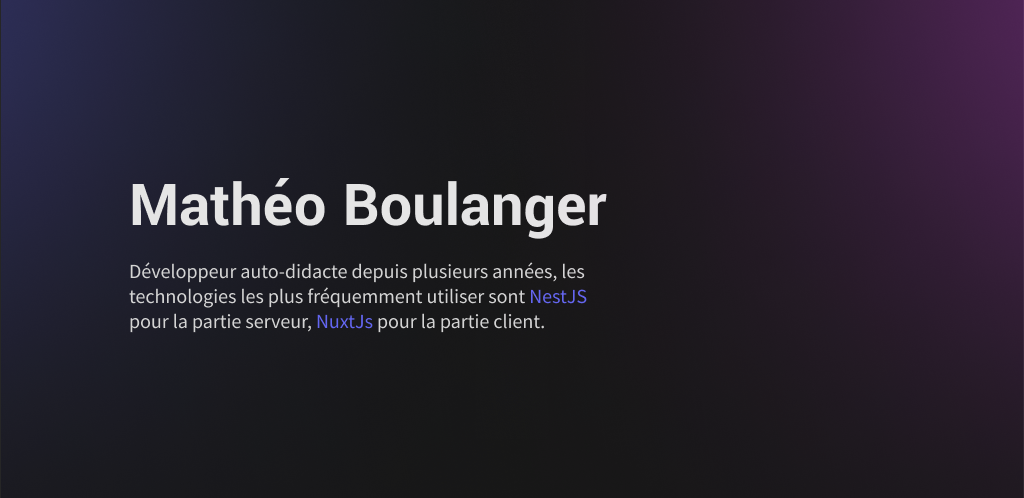 Mathéo Boulanger
Développeur auto-didacte depuis plusieurs années, les
technologies les plus fréquemment utiliser sont NestJS
pour la partie serveur, NuxtJs pour la partie client.